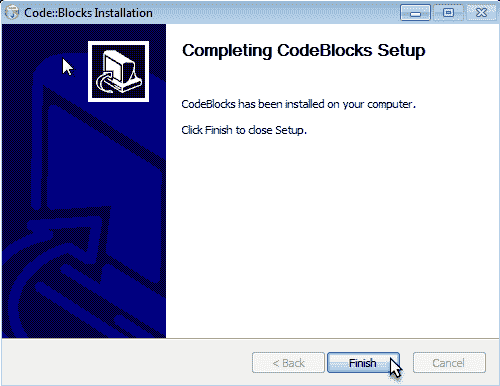 Code::Blocks Installation
Completing CodeBlocks Setup
CodeBlocks has been installed on your computer.
Click Finish to close Setup.
< Back
Finish
Cancel